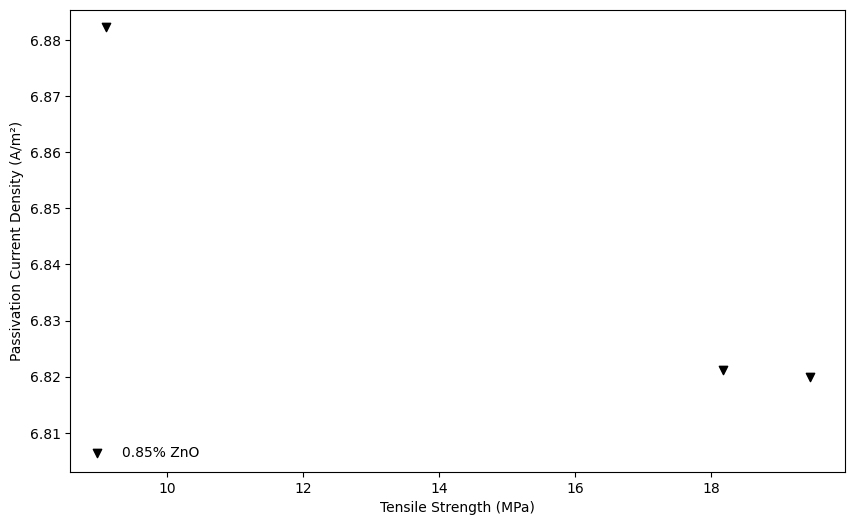 Passivation Current Density (A/m²)
6.88
6.87
6.86
6.85
6.84
6.83
6.82
6.81
0.85% ZnO
10 12 14 16 18
Tensile Strength (MPa)